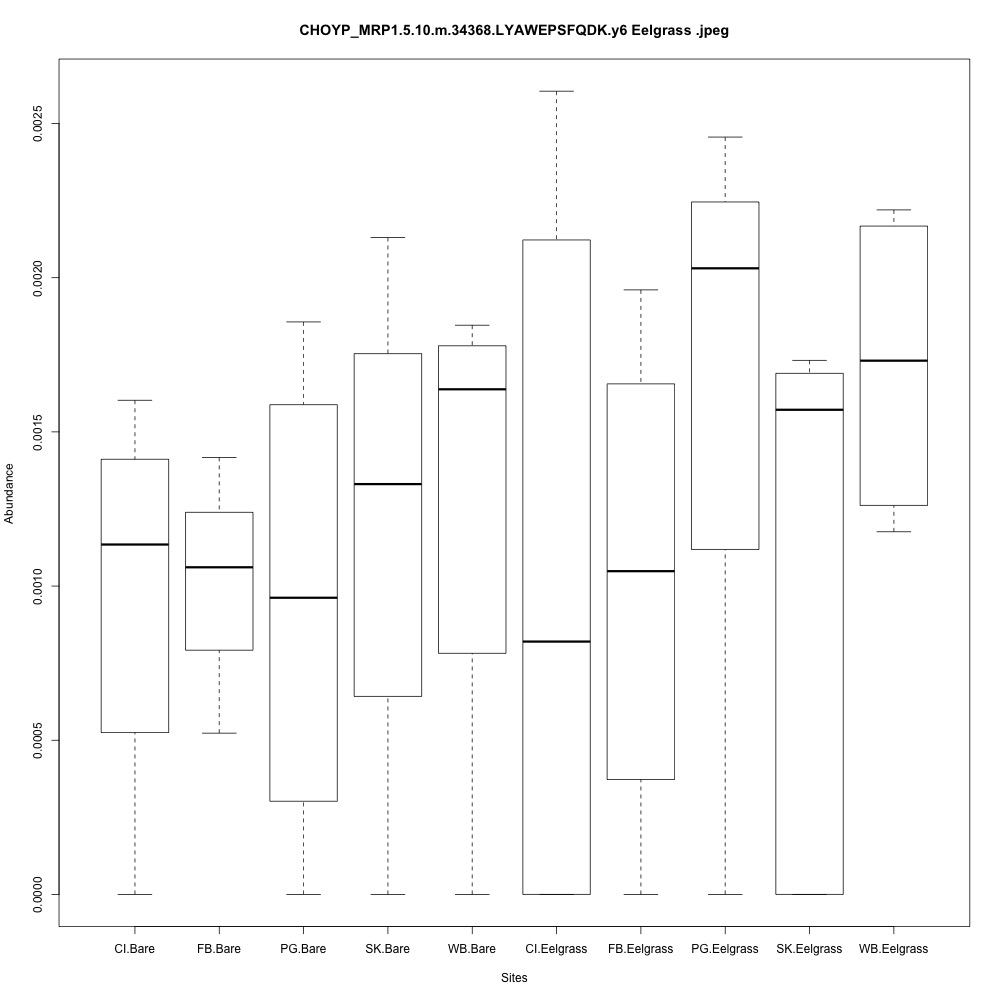 CHOYP_MRP1.5.10.m.34368.LYAWEPSFQDK.y6 Eelgrass .jpeg
Abundance
0.0025
0.0020
0.0015
0.0010
0.0005
0.0000
CI.Bare FB.Bare PG.Bare SK.Bare WB.Bare CI.Eelgrass FB.Eelgrass PG.Eelgrass SK.Eelgrass WB.Eelgrass
Sites